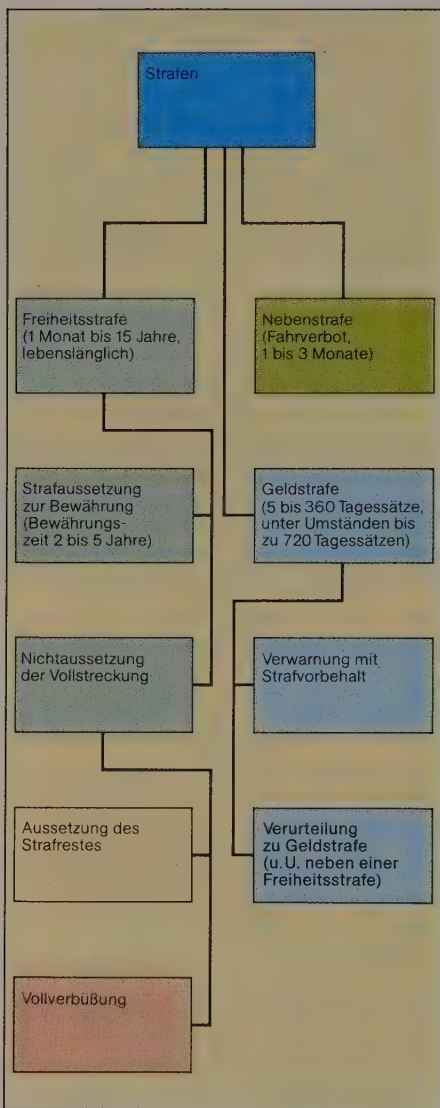 Strafen
Freiheitsstrafe
(1 Monat bis 15 Jahre,
lebenslänglich)
Nebenstrafe
(Fahrverbot,
1 bis 3 Monate)
Strafaussetzung
zur Bewährung
(Bewährungs-
zeit 2 bis 5 Jahre)
Geldstrafe
(5 bis 360 Tagessätze,
unter Umständen bis
zu 720 Tagessätzen)
Nichtaussetzung
der Vollstreckung
Verwarnung mit
Strafvorbehalt
Aussetzung des
Strafrestes
Verurteilung
zu Geldstrafe
(u. U. neben einer
Freiheitsstrafe)
Vollverbüßung